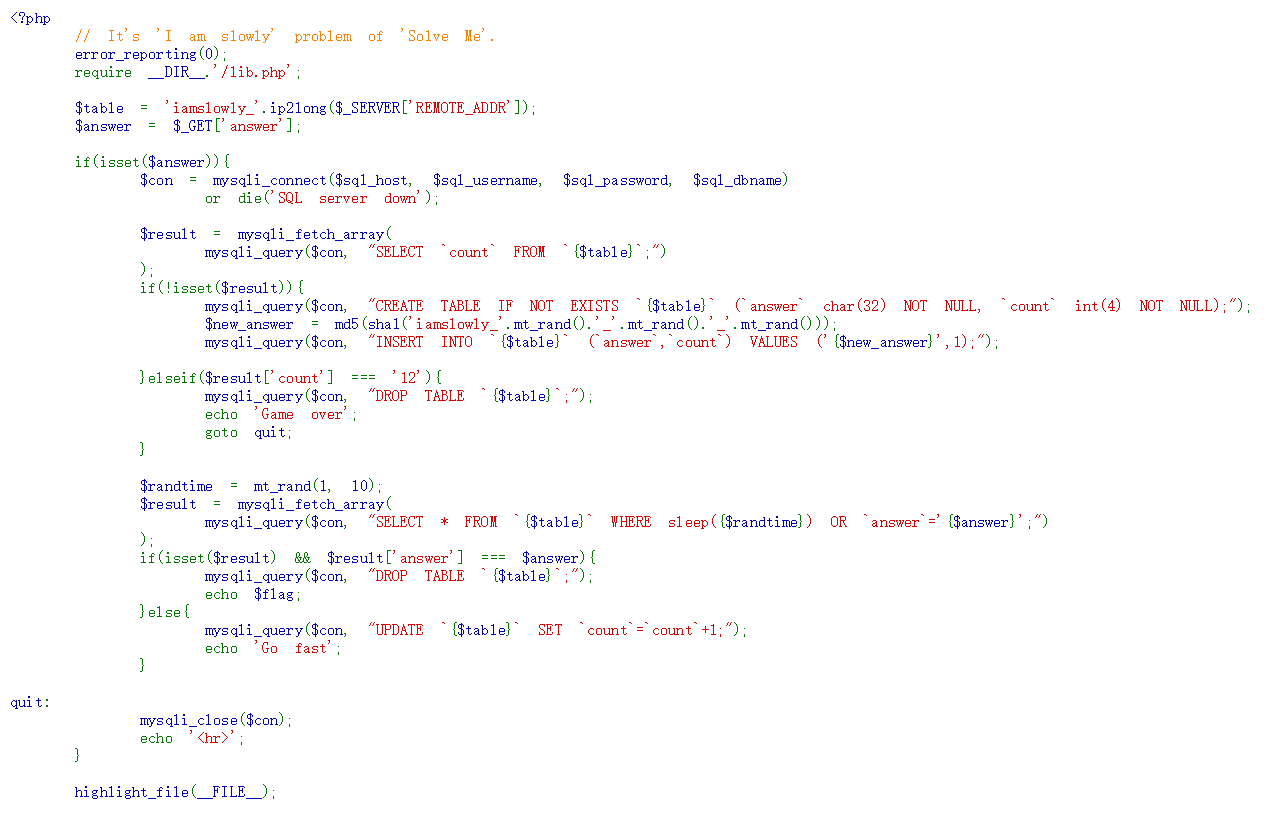 <?php
// It's 'I am slowly' problem of 'Solve Me'.
error_reporting(0);
require __DIR__.'/lib.php';
$table = 'iamslowly_'.ip2long($_SERVER['REMOTE_ADDR']);
$answer = $_GET['answer'];
if(isset($answer)){
$con = mysqli_connect($sql_host, $sql_username, $sql_password, $sql_dbname)
or die('SQL server down');
$result = mysqli_fetch_array(
mysqli_query($con, "SELECT `count` FROM `{$table}`;")
);
if(!isset($result)){
mysqli_query($con, "CREATE TABLE IF NOT EXISTS `{$table}` (`answer` char(32) NOT NULL, `count` int(4) NOT NULL);");
$new_answer = md5(sha1('iamslowly_'.mt_rand().'_'.mt_rand().'_'.mt_rand()));
mysqli_query($con, "INSERT INTO `{$table}` (`answer`,`count`) VALUES ('{$new_answer}',1);");
}elseif($result['count'] === '12'){
mysqli_query($con, "DROP TABLE `{$table}`;");
echo 'Game over';
goto quit;
}
$randtime = mt_rand(1, 10);
$result = mysqli_fetch_array(
mysqli_query($con, "SELECT * FROM `{$table}` WHERE sleep({$randtime}) OR `answer`='{$answer}';")
);
if(isset($result) && $result['answer'] === $answer){
mysqli_query($con, "DROP TABLE `{$table}`;");
echo $flag;
}else{
mysqli_query($con, "UPDATE `{$table}` SET `count`=`count`+1;");
echo 'Go fast';
}
quit:
mysqli_close($con);
echo '<hr>';
}
highlight_file(__FILE__);